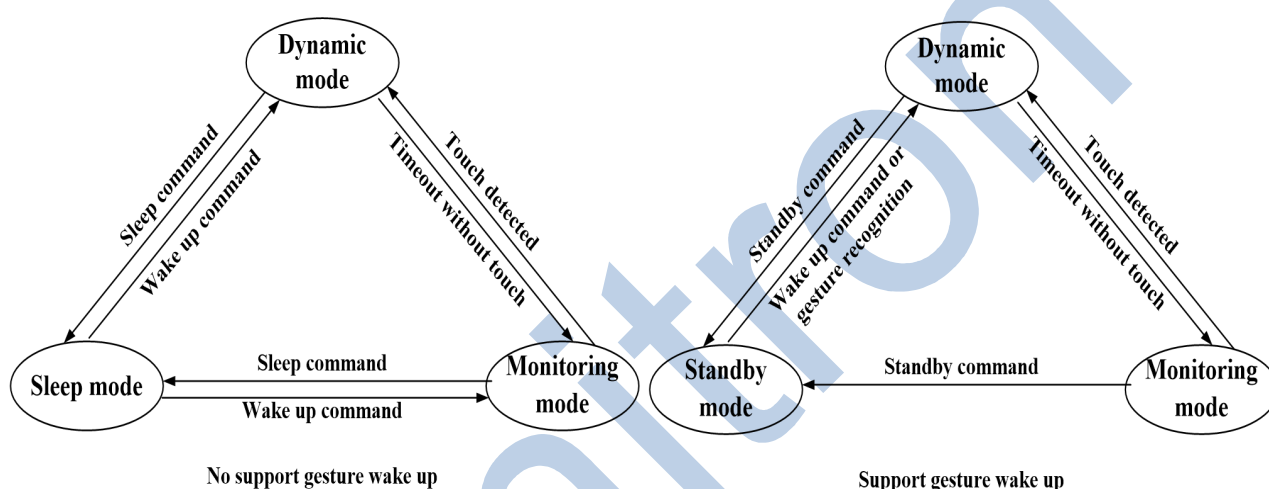 Dynamic
mode
Sleep command
Wake up command
Touch detected
Timeout without touch
Sleep mode
Sleep command
Wake up command
Monitoring
mode
No support gesture wake up
Dynamic
mode
Standby command
Wake up command or
gesture recognition
Touch detected
Timeout without touch
Standby
mode
Standby command
Monitoring
mode
Support gesture wake up
itron